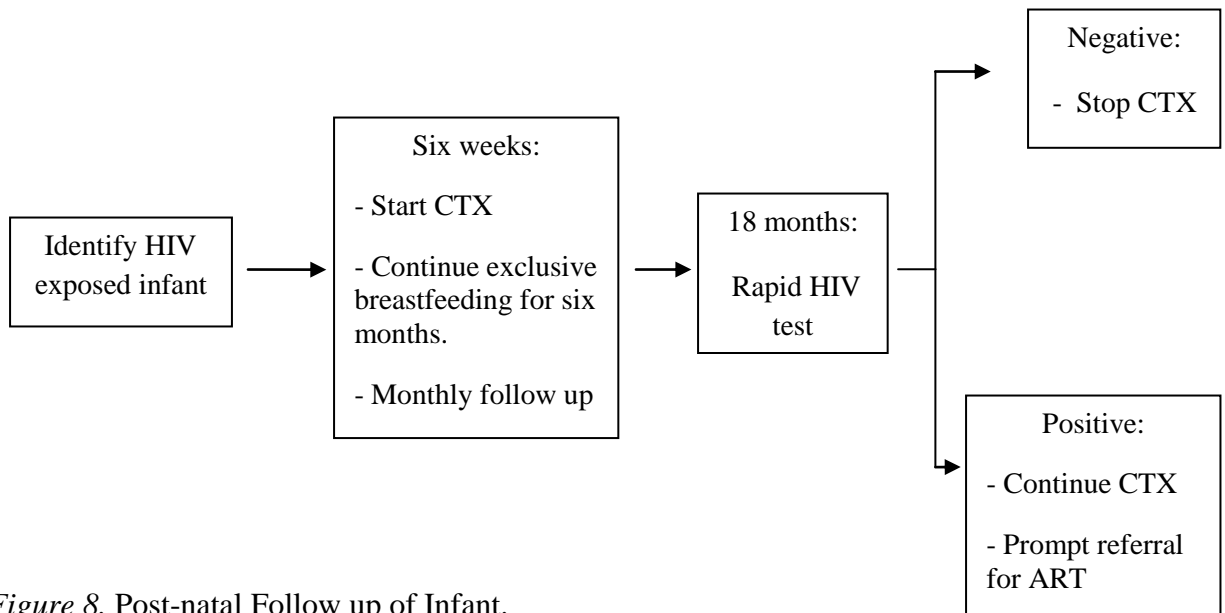 Identify HIV
exposed infant
Six weeks:
- Start CTX
- Continue exclusive
breastfeeding for six
months.
- Monthly follow up
18 months:
Rapid HIV
test
Negative:
- Stop CTX
Positive:
- Continue CTX
- Prompt referral
for ART
Figure 8. Post-natal Follow up of Infant.